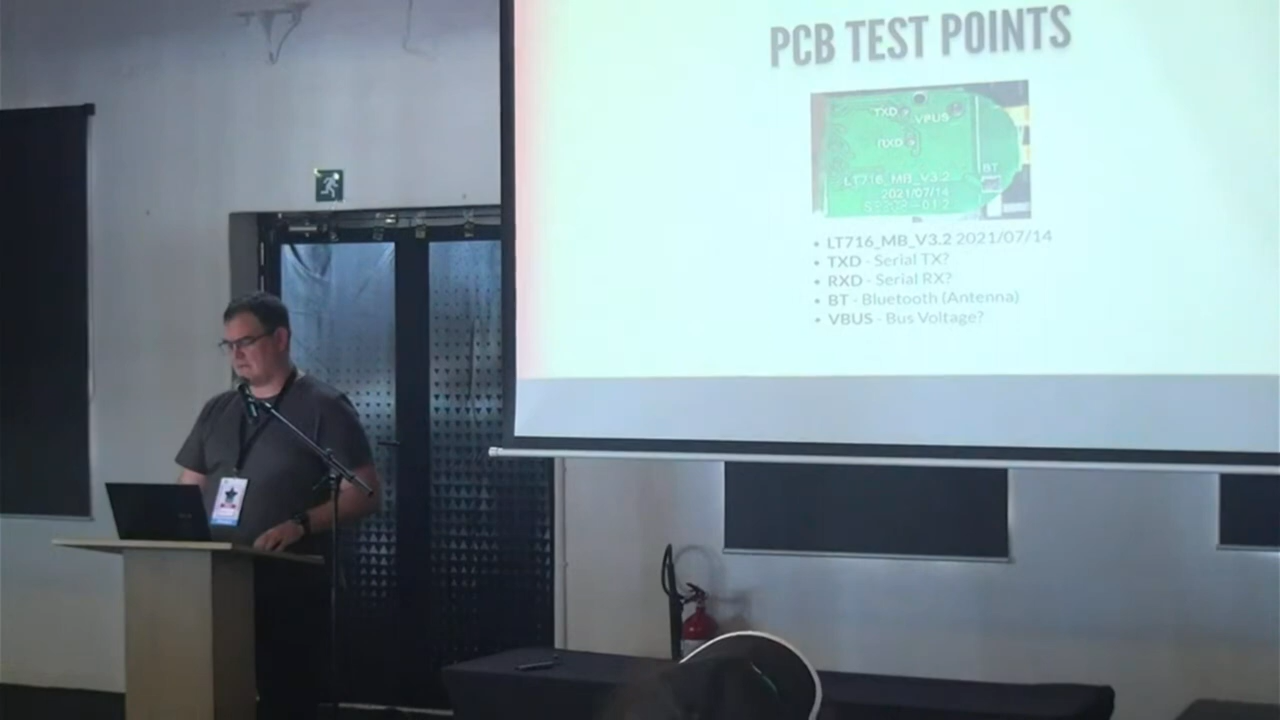 PCB TEST POINTS
TXD
VBUS
RXD
BT
LT716_MB_V3.2
2021/07/14
• LT716_MB_V3.2 2021/07/14
• TXD - Serial TX?
• RXD - Serial RX?
• BT - Bluetooth (Antenna)
• VBUS - Bus Voltage?